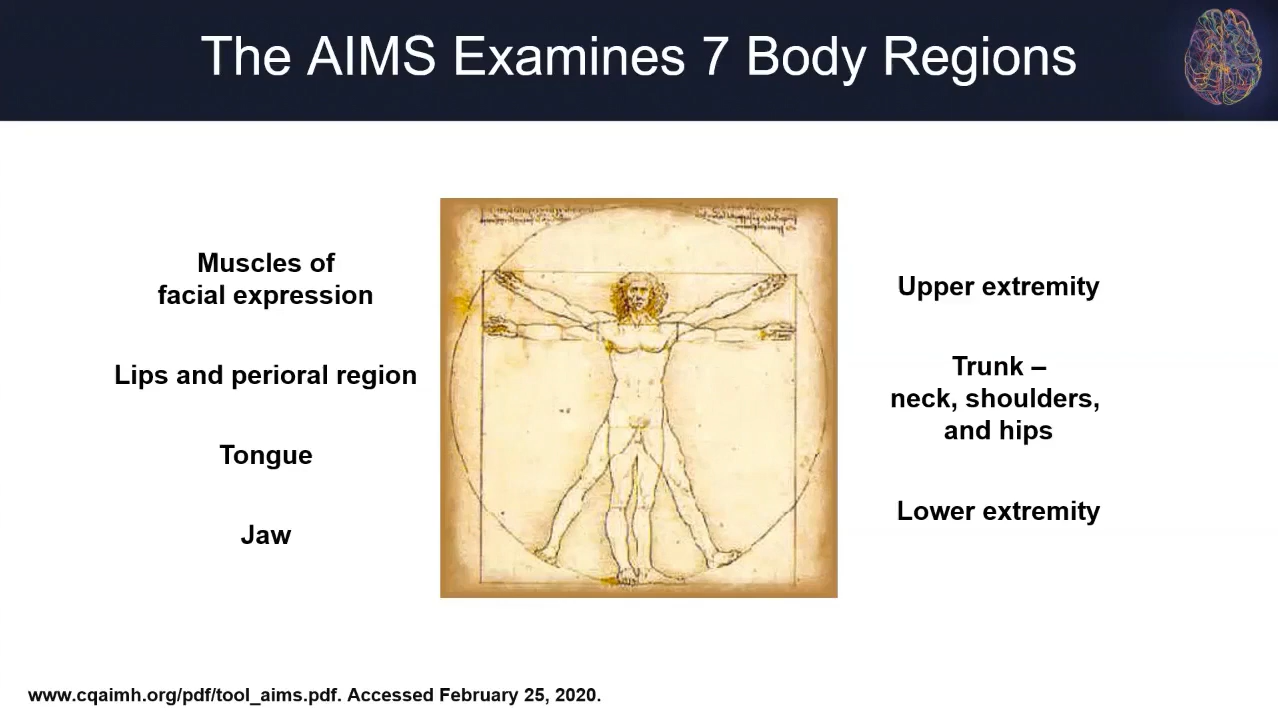 The AIMS Examines 7 Body Regions
Muscles of
facial expression
Lips and perioral region
Tongue
Jaw
Upper extremity
Trunk –
neck, shoulders,
and hips
Lower extremity
www.cqaimh.org/pdf/tool_aims.pdf. Accessed February 25, 2020.